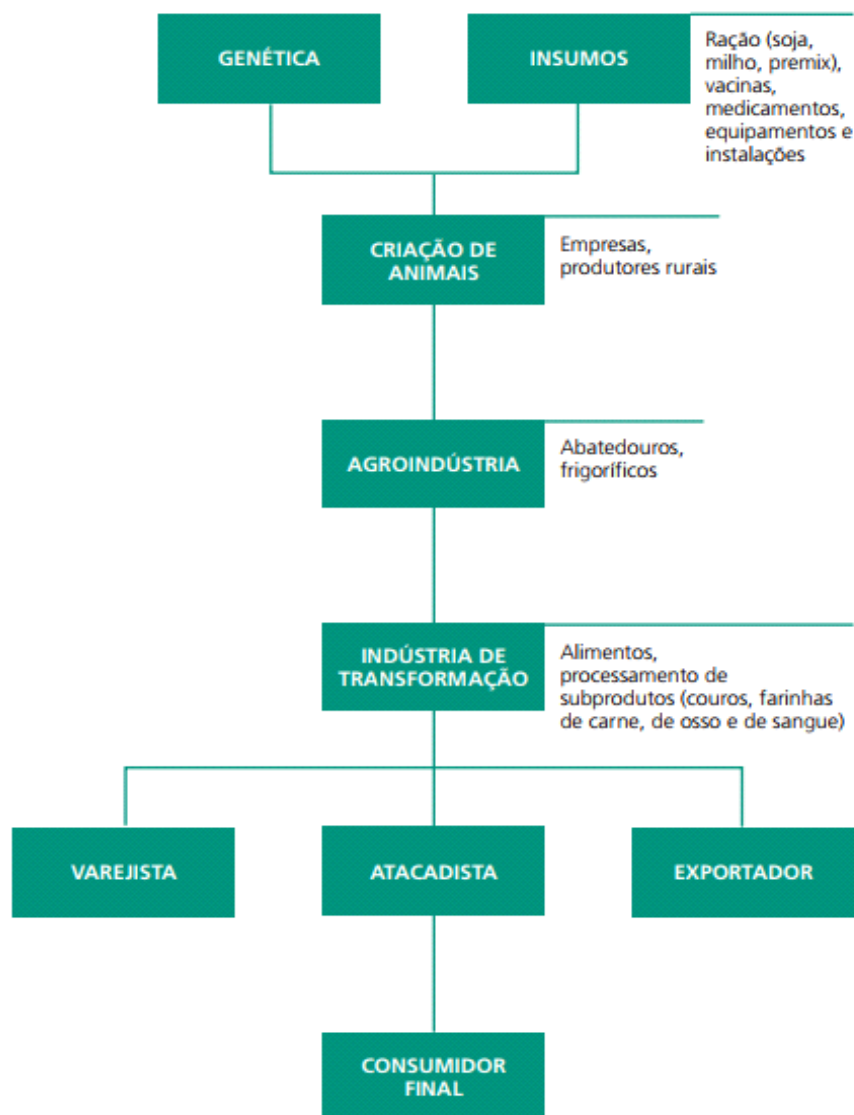 GENÉTICA
INSUMOS
Ração (soja,
milho, premix),
vacinas,
medicamentos,
equipamentos e
instalações
CRIAÇÃO DE
ANIMAIS
Empresas,
produtores rurais
AGROINDÚSTRIA
Abatedouros,
frigoríficos
INDÚSTRIA DE
TRANSFORMAÇÃO
Alimentos,
processamento de
subprodutos (couros, farinhas
de carne, de osso e de sangue)
VAREJISTA
ATACADISTA
EXPORTADOR
CONSUMIDOR
FINAL